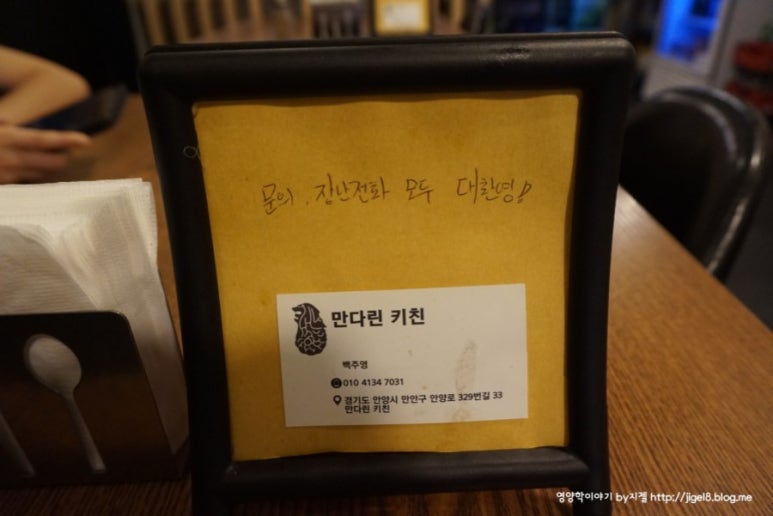 문의, 장난전화 모두 대환영!
만다린 키친
백주영
010 4134 7031
경기도 안양시 만안구 안양로 329번길 33
만다린 키친
영양학이야기 by지젤 http://jigel8.blog.me